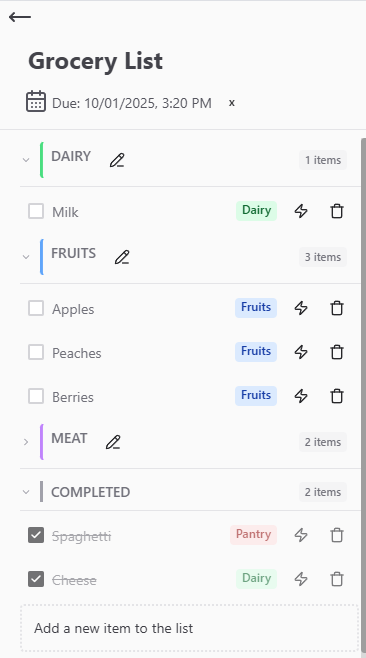 Grocery List
Due: 10/01/2025, 3:20 PM x
DAIRY 1 items
Milk Dairy
FRUITS 3 items
Apples Fruits
Peaches Fruits
Berries Fruits
MEAT 2 items
COMPLETED 2 items
Spaghetti Pantry
Cheese Dairy
Add a new item to the list